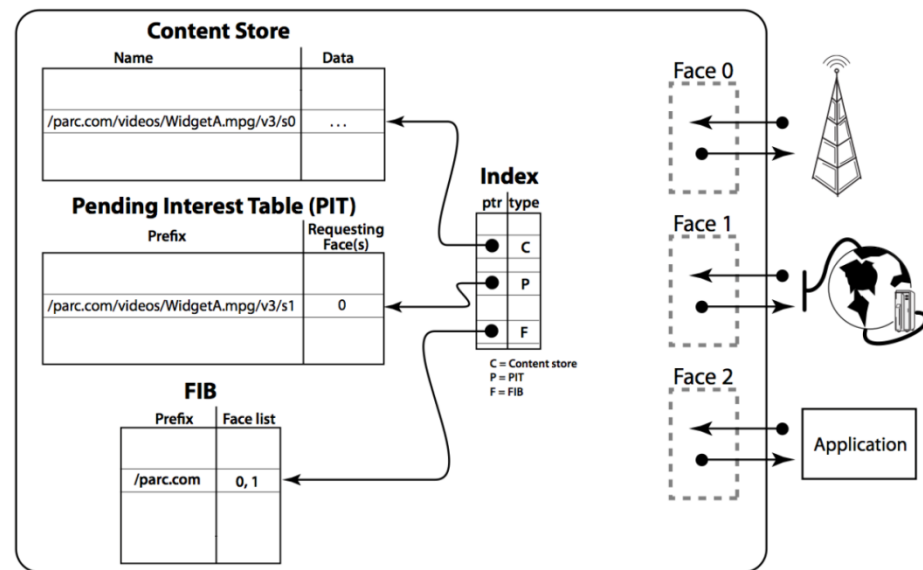 Content Store
Name Data
/parc.com/videos/WidgetA.mpg/v3/s0 ...
Pending Interest Table (PIT)
Prefix Requesting
Face(s)
/parc.com/videos/WidgetA.mpg/v3/s1 0
FIB
Prefix Face list
/parc.com 0, 1
Index
ptr type
C
P
F
C = Content store
P = PIT
F = FIB
Face 0
Face 1
Face 2
Application